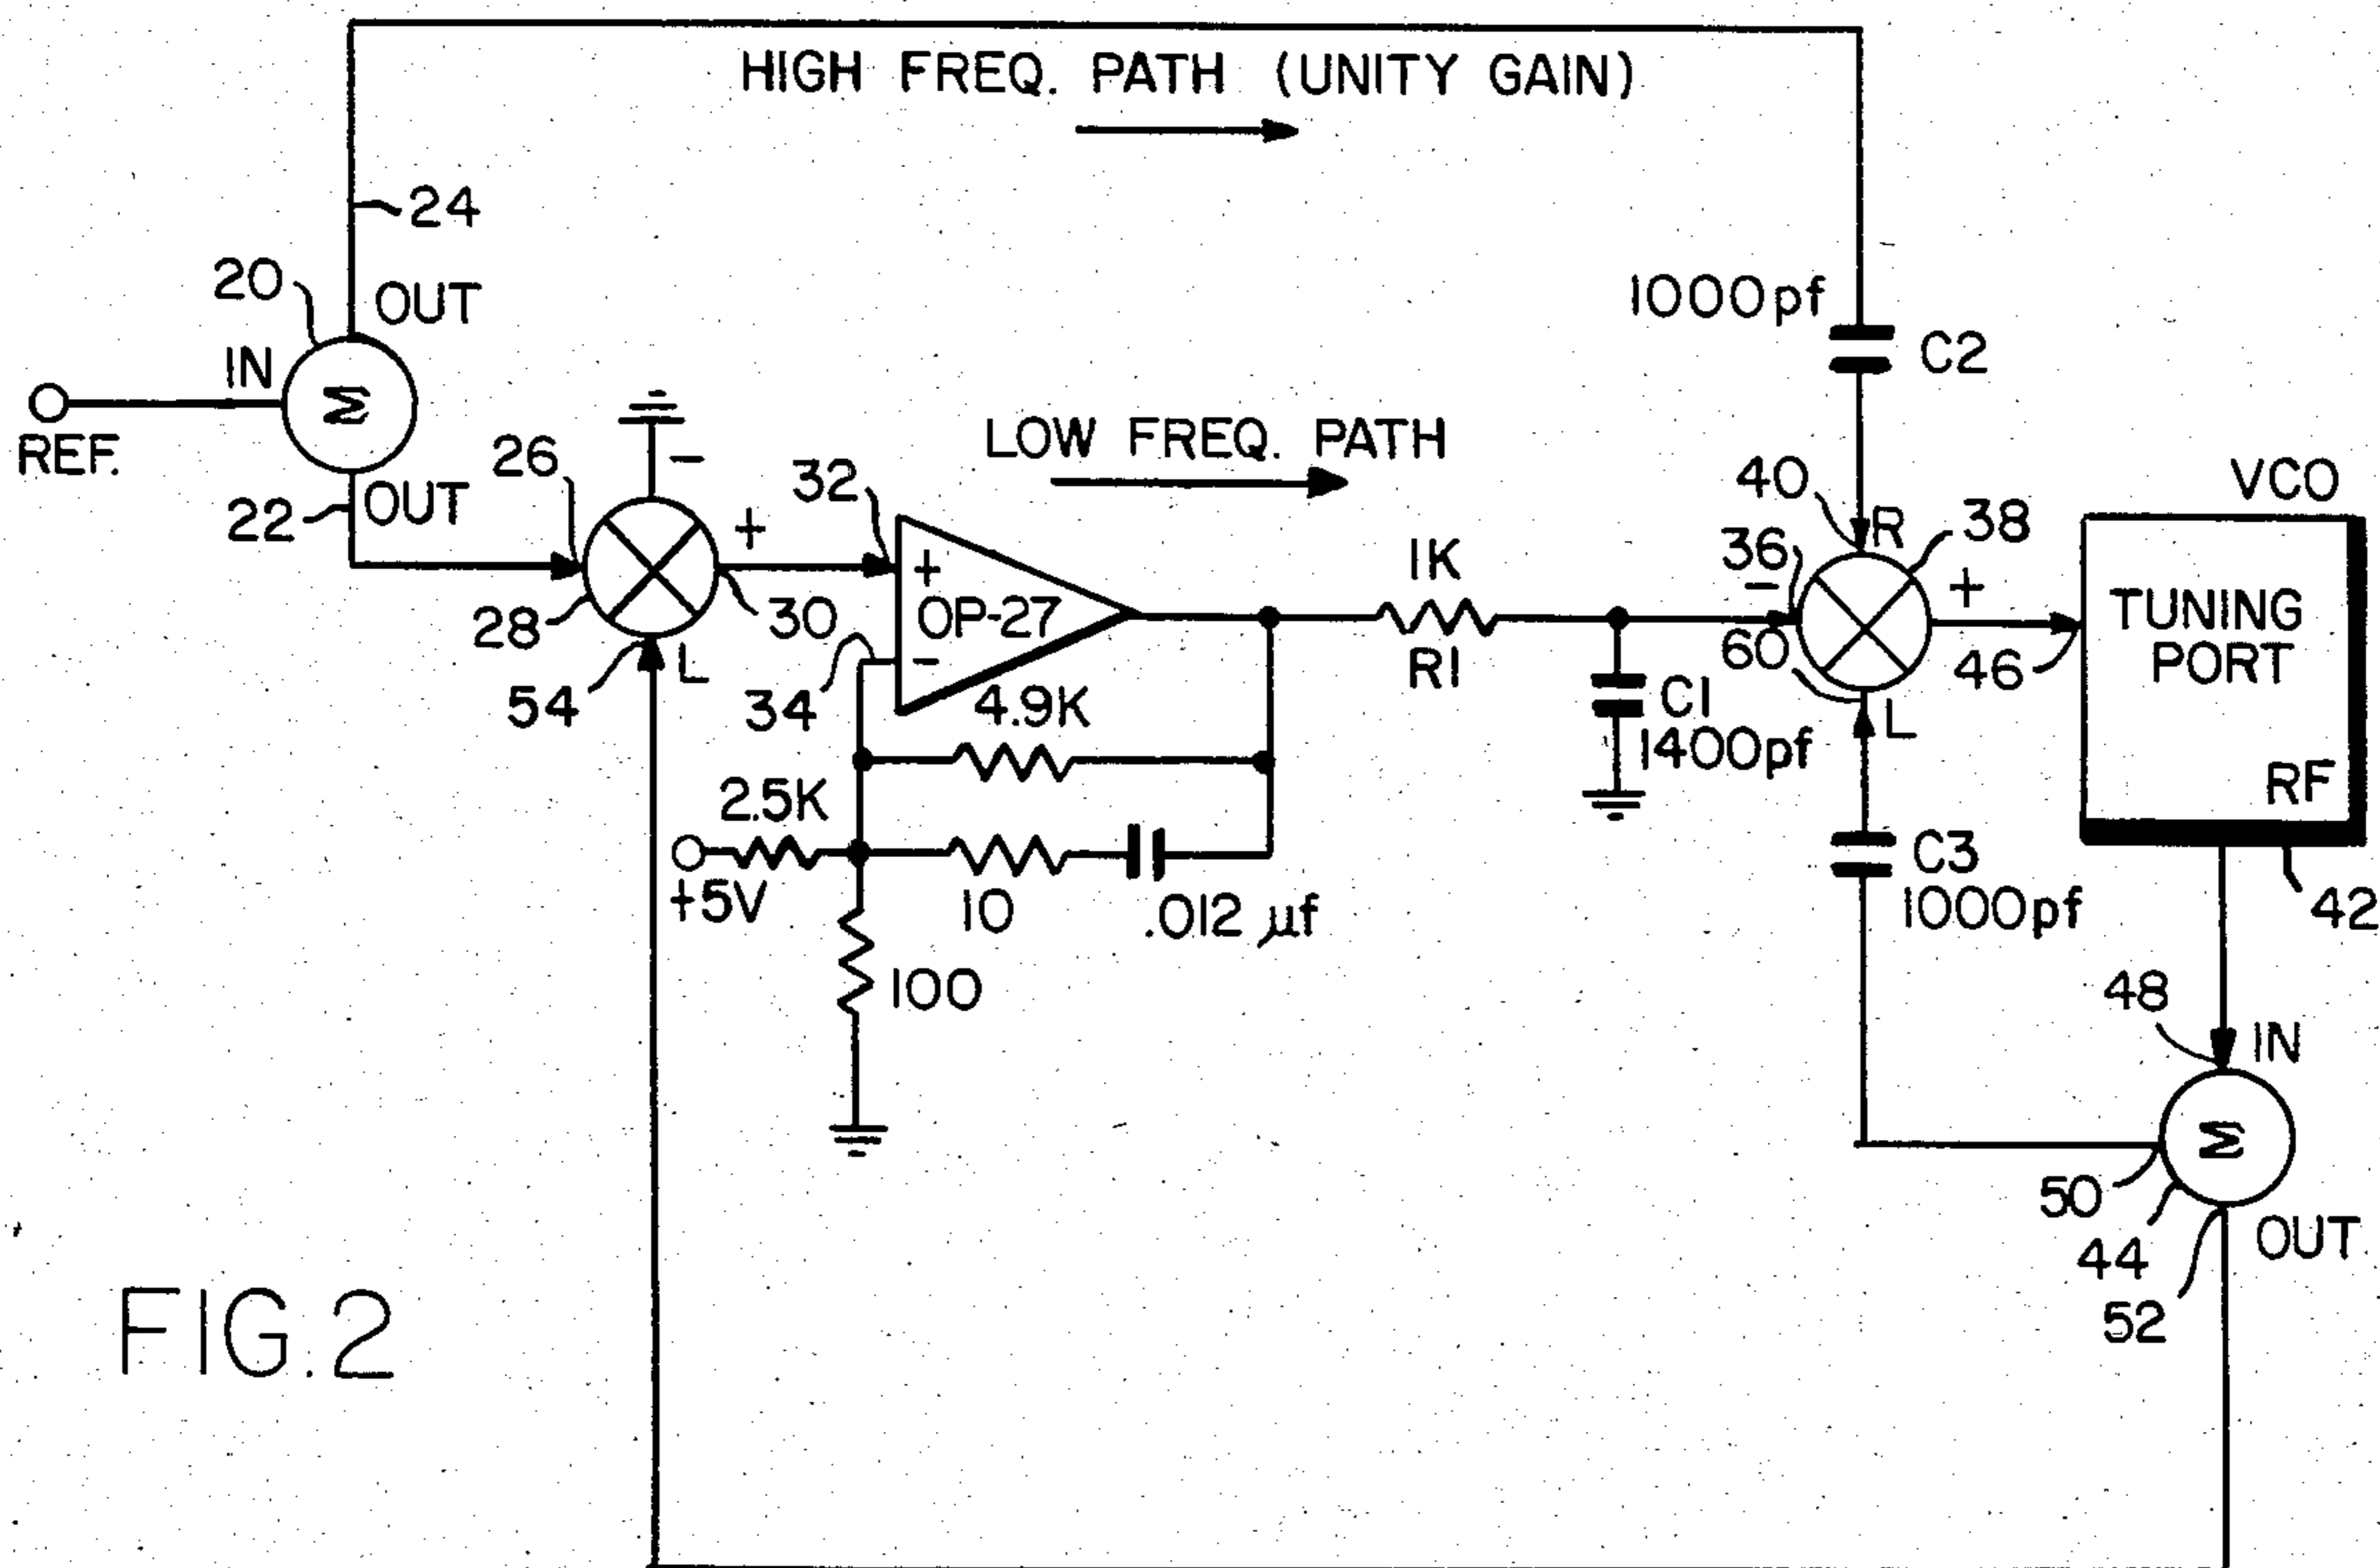 HIGH FREQ. PATH (UNITY GAIN)
24
20
OUT
1000pf
IN
C2
Σ
REF.
LOW FREQ. PATH
26
-
32
40
VCO
22
OUT
+
R
38
36
+
OP-27
1K
-
+
TUNING
PORT
28
30
60
46
54
L
34
-
R1
4.9K
C1
1400pf
L
2.5K
RF
C3
+5V
10
.012 µf
1000pf
42
100
48
IN
Σ
50
44
OUT
52
FIG.2